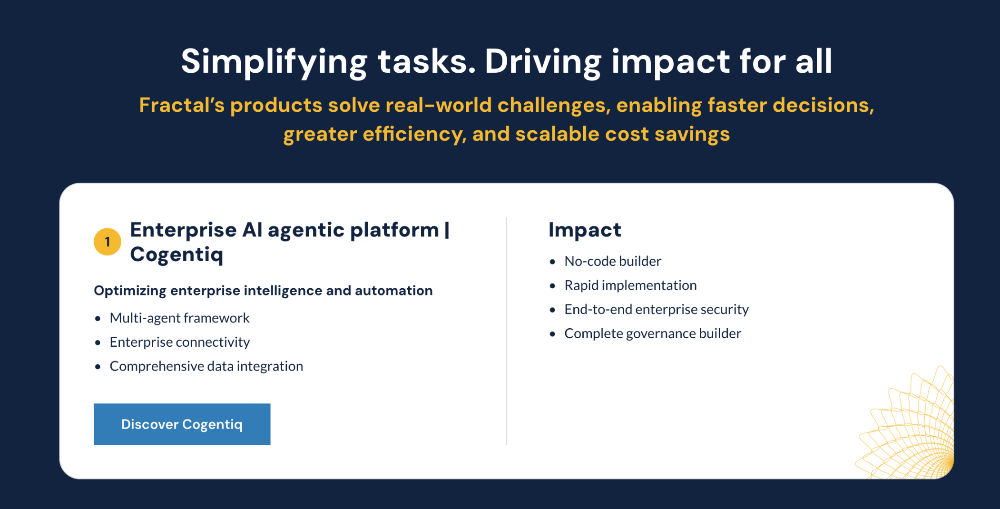 Simplifying tasks. Driving impact for all
Fractal’s products solve real-world challenges, enabling faster decisions,
greater efficiency, and scalable cost savings
1
Enterprise AI agentic platform |
Cogentiq
Optimizing enterprise intelligence and automation
• Multi-agent framework
• Enterprise connectivity
• Comprehensive data integration
Discover Cogentiq
Impact
• No-code builder
• Rapid implementation
• End-to-end enterprise security
• Complete governance builder